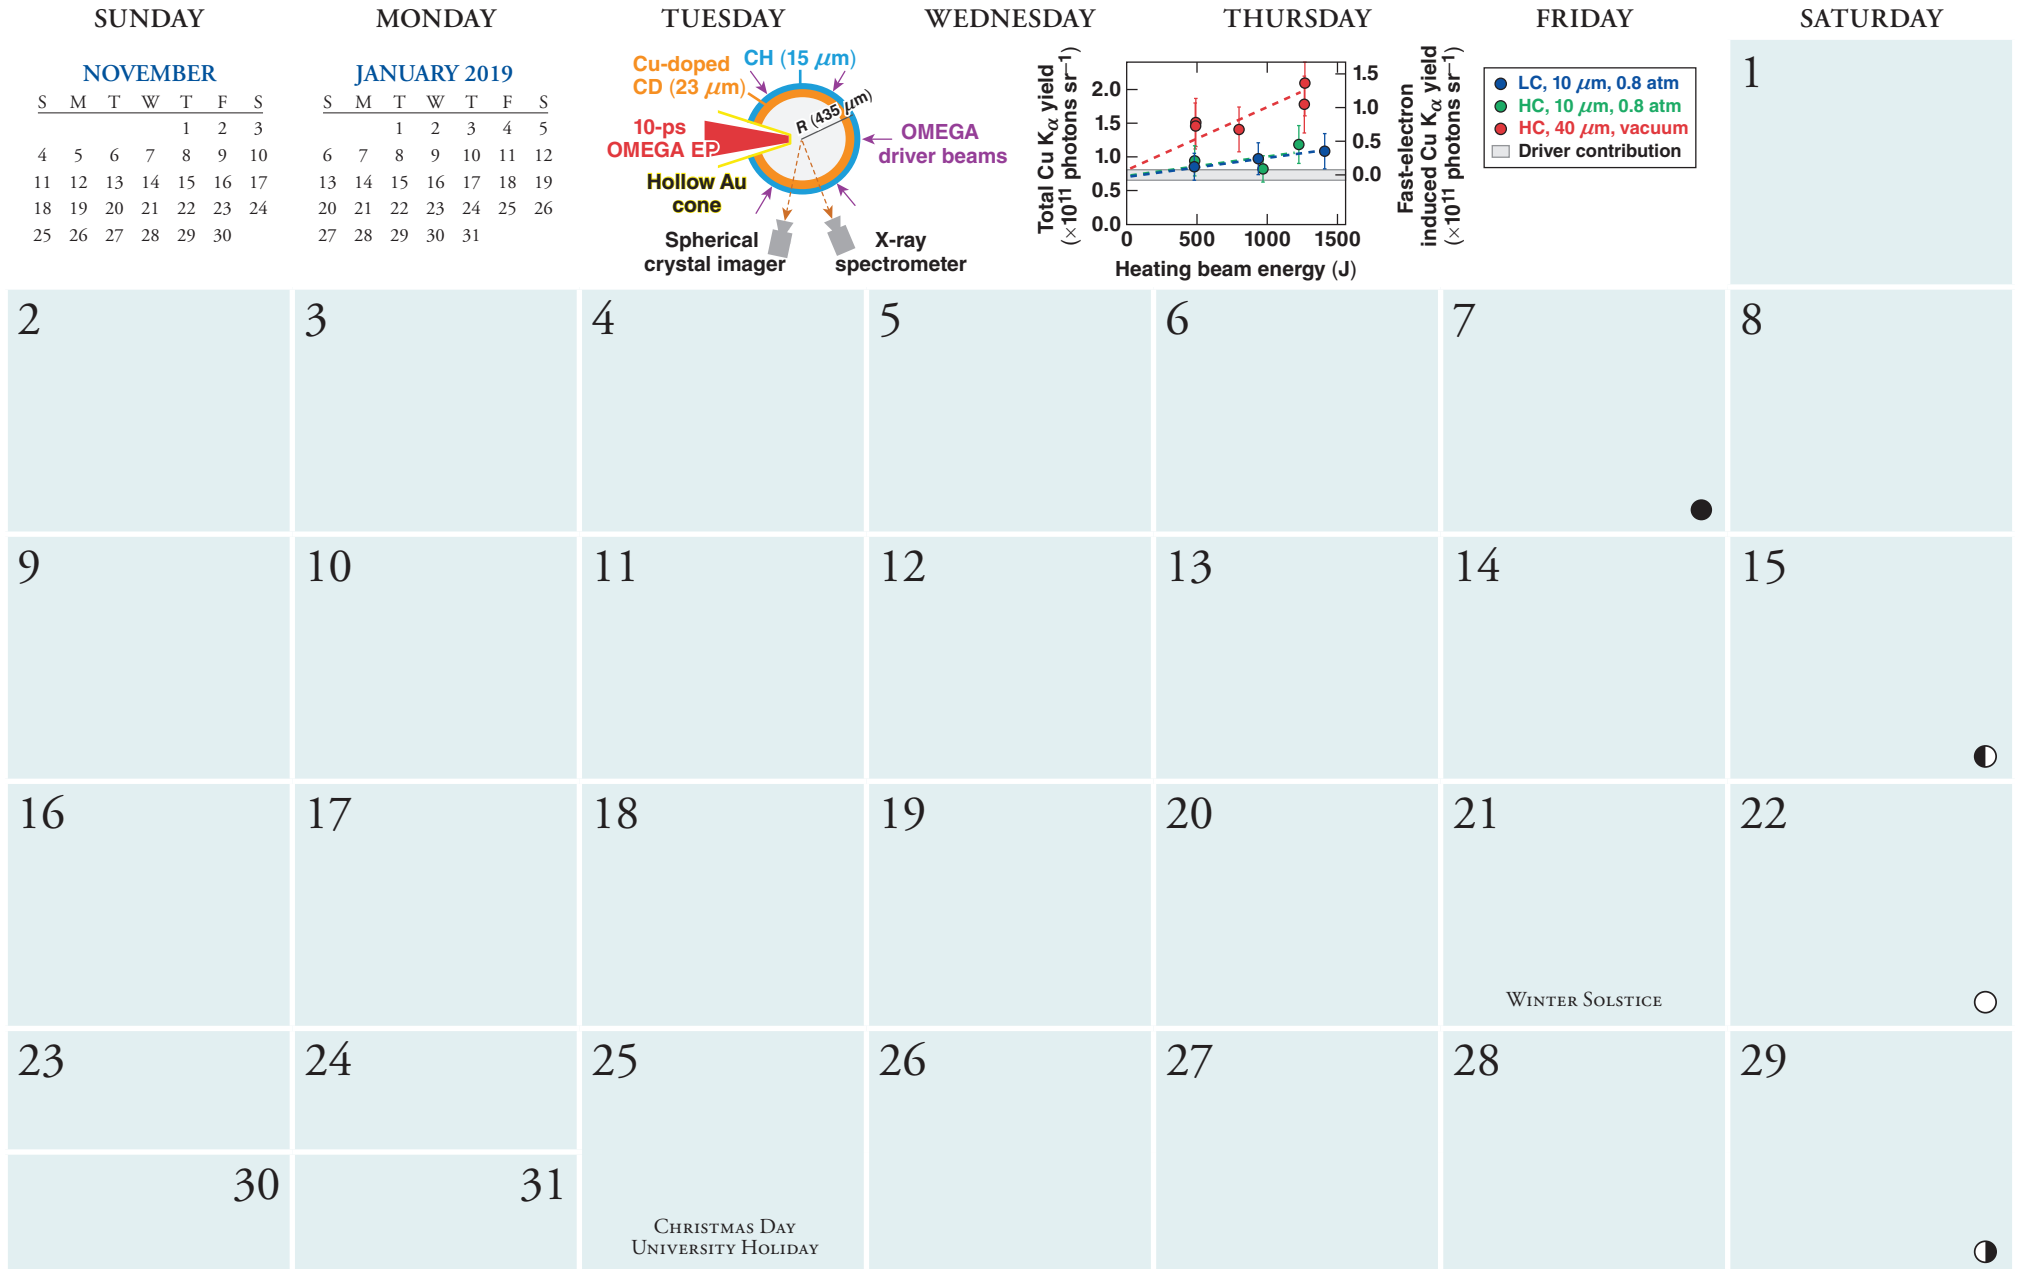 SUNDAY MONDAY TUESDAY WEDNESDAY THURSDAY FRIDAY SATURDAY
NOVEMBER
S M T W T F S
1 2 3
4 5 6 7 8 9 10
11 12 13 14 15 16 17
18 19 20 21 22 23 24
25 26 27 28 29 30
JANUARY 2019
S M T W T F S
1 2 3 4 5
6 7 8 9 10 11 12
13 14 15 16 17 18 19
20 21 22 23 24 25 26
27 28 29 30 31
Cu-doped
CD (23 μm)
CH (15 μm)
R (435 μm)
10-ps
OMEGA EP
OMEGA
driver beams
Hollow Au
cone
Spherical
crystal imager
X-ray
spectrometer
Total Cu Kα yield
(×10¹¹ photons sr⁻¹)
2.0
1.5
1.0
0.5
0.0
0 500 1000 1500
Heating beam energy (J)
1.5
1.0
0.5
0.0
Fast-electron
induced Cu Kα yield
(×10¹¹ photons sr⁻¹)
LC, 10 μm, 0.8 atm
HC, 10 μm, 0.8 atm
HC, 40 μm, vacuum
Driver contribution
1
2 3 4 5 6 7 8
9 10 11 12 13 14 15
16 17 18 19 20 21 22
Winter Solstice
23 24 25 26 27 28 29
30 31
Christmas Day
University Holiday